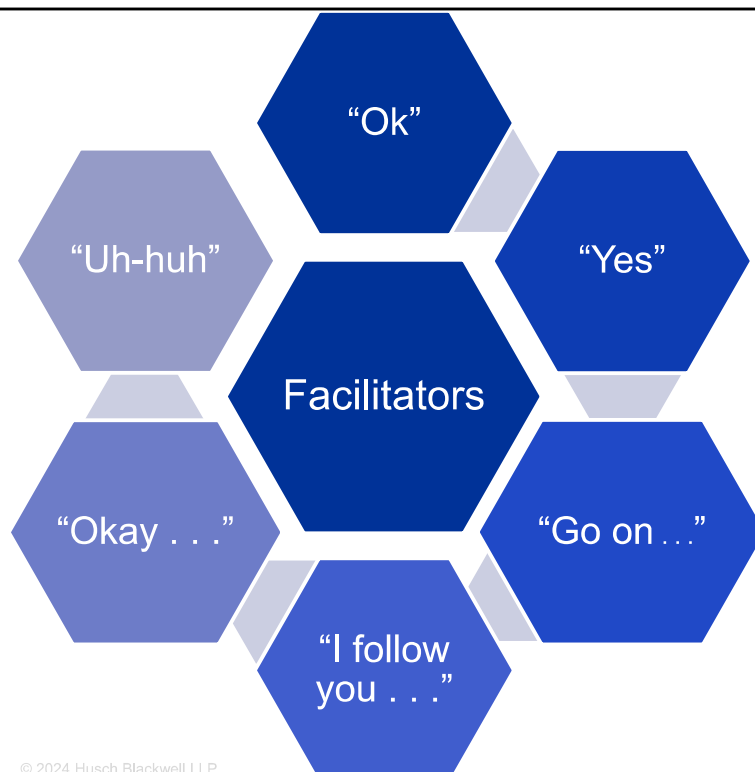 “Ok”
“Uh-huh”
“Yes”
Facilitators
“Okay . . .”
“Go on . . .”
“I follow
you . . .”
© 2024 Husch Blackwell LLP